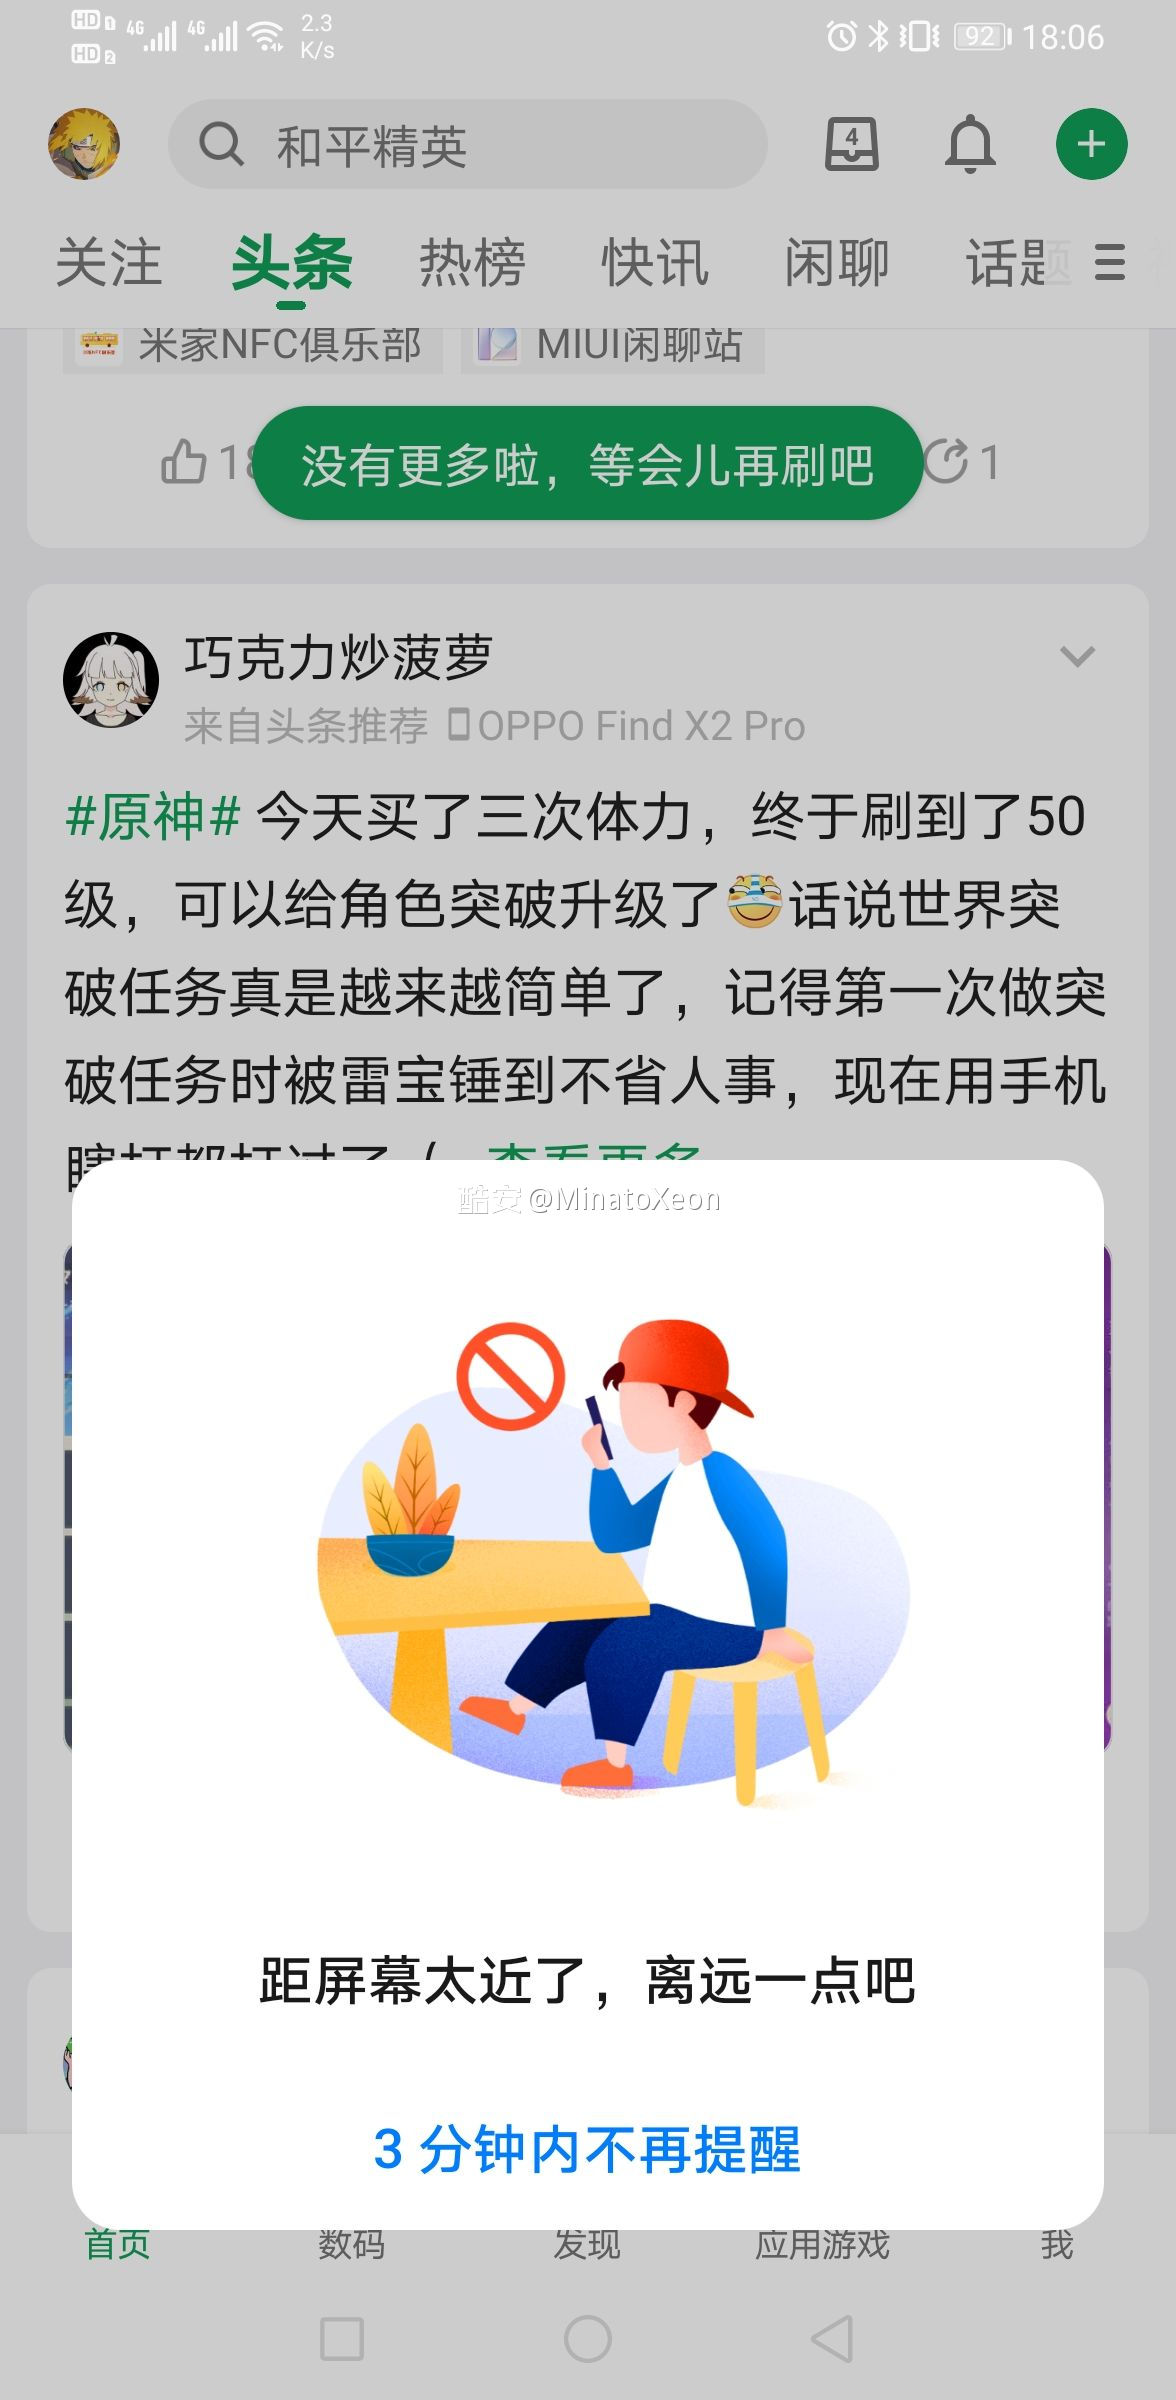 HD 1 4G 4G 2.3
HD 2 K/s
92 18:06
和平精英
4
关注 头条 热榜 快讯 闲聊 话题
米家NFC俱乐部 MIUI闲聊站
没有更多啦，等会儿再刷吧
1
巧克力炒菠萝
来自头条推荐 OPPO Find X2 Pro
#原神# 今天买了三次体力，终于刷到了50
级，可以给角色突破升级了话说世界突
破任务真是越来越简单了，记得第一次做突
破任务时被雷宝锤到不省人事，现在用手机
瞎打都打过了（ 查看更多
酷安 @MinatoXeon
距屏幕太近了，离远一点吧
3 分钟内不再提醒
首页 数码 发现 应用游戏 我